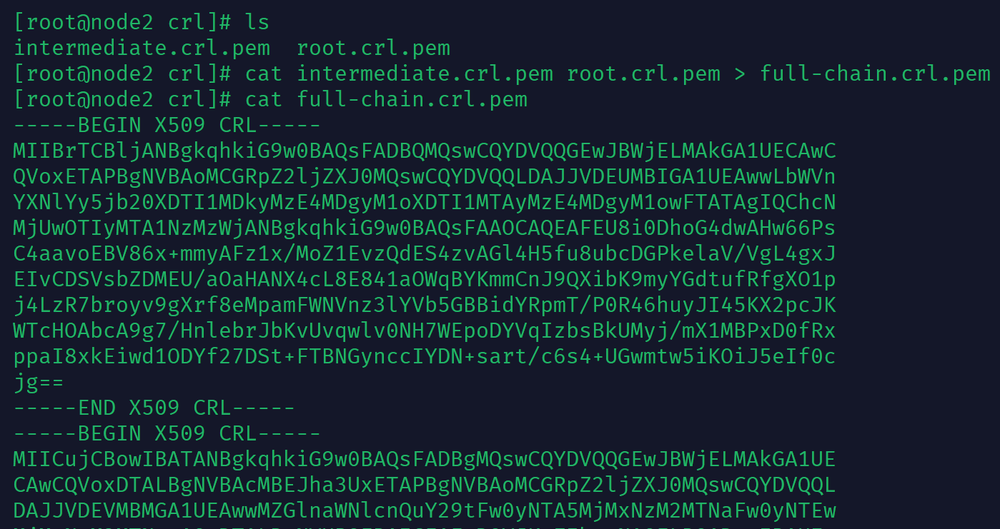 [root@node2 crl]# ls
intermediate.crl.pem  root.crl.pem
[root@node2 crl]# cat intermediate.crl.pem root.crl.pem > full-chain.crl.pem
[root@node2 crl]# cat full-chain.crl.pem
-----BEGIN X509 CRL-----
MIIBrTCBljANBgkqhkiG9w0BAQsFADBQMQswCQYDVQQGEwJBWjELMAkGA1UECAwC
QVoxETAPBgNVBAoMCGRpZ2ljZXJ0MQswCQYDVQQLDAJJVDEUMBIGA1UEAwwLbWVn
YXNlYy5jb20XDTI1MDkyMzE4MDgyM1oXDTI1MTAyMzE4MDgyM1owFTATAgIQChcN
MjUwOTIyMTA1NzMzWjANBgkqhkiG9w0BAQsFAAOCAQEAFEU8i0DhoG4dwAHw66Ps
C4aavoEBV86x+mmyAFz1x/MoZ1EvzQdES4zvAGl4H5fu8ubcDGPkelaV/VgL4gxJ
EIvCDSVsbZDMEU/aOaHANX4cL8E841aOWqBYKmmCnJ9QXibK9myYGdtufRfgXO1p
j4LzR7broyv9gXrf8eMpamFWNVnz3lYVb5GBBidYRpmT/P0R46huyJI45KX2pcJK
WTcHOAbcA9g7/HnlebrJbKvUvqwlv0NH7WEpoDYVqIzbsBkUMyj/mX1MBPxD0fRx
ppaI8xkEiwd1ODYf27DSt+FTBNGynccIYDN+sart/c6s4+UGwmtw5iKOiJ5eIf0c
jg==
-----END X509 CRL-----
-----BEGIN X509 CRL-----
MIICujCBowIBATANBgkqhkiG9w0BAQsFADBgMQswCQYDVQQGEwJBWjELMAkGA1UE
CAwCQVoxDTALBgNVBAcMBEJha3UxETAPBgNVBAoMCGRpZ2ljZXJ0MQswCQYDVQQL
DAJJVDEVMBMGA1UEAwwMZGlnaWNlcnQuY29tFw0yNTA5MjMxNzM2MTNaFw0yNTEw